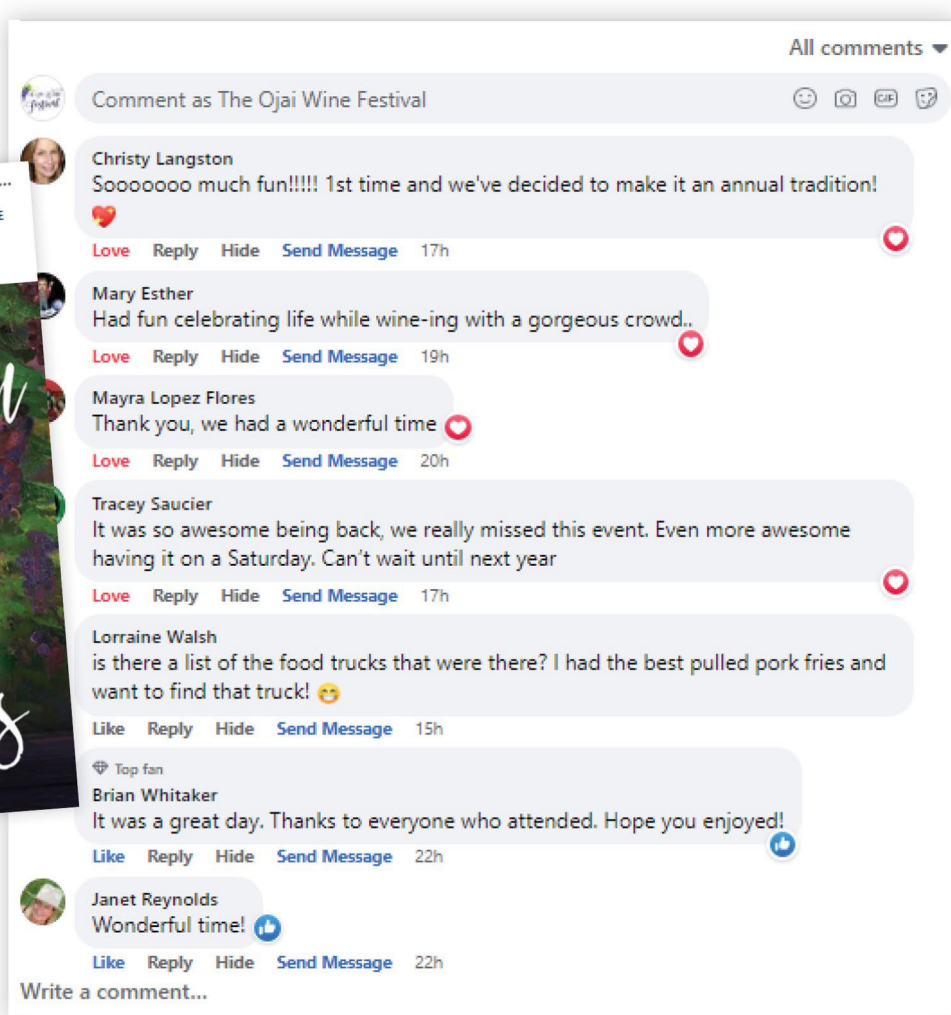 All comments
Comment as The Ojai Wine Festival
GIF
Christy Langston
Sooooooo much fun!!!!! 1st time and we've decided to make it an annual tradition!
💖
Love Reply Hide Send Message 17h
Mary Esther
Had fun celebrating life while wine-ing with a gorgeous crowd..
Love Reply Hide Send Message 19h
Mayra Lopez Flores
Thank you, we had a wonderful time
Love Reply Hide Send Message 20h
Tracey Saucier
It was so awesome being back, we really missed this event. Even more awesome
having it on a Saturday. Can't wait until next year
Love Reply Hide Send Message 17h
Lorraine Walsh
is there a list of the food trucks that were there? I had the best pulled pork fries and
want to find that truck! 😁
Like Reply Hide Send Message 15h
Top fan
Brian Whitaker
It was a great day. Thanks to everyone who attended. Hope you enjoyed!
Like Reply Hide Send Message 22h
Janet Reynolds
Wonderful time!
Like Reply Hide Send Message 22h
Write a comment...